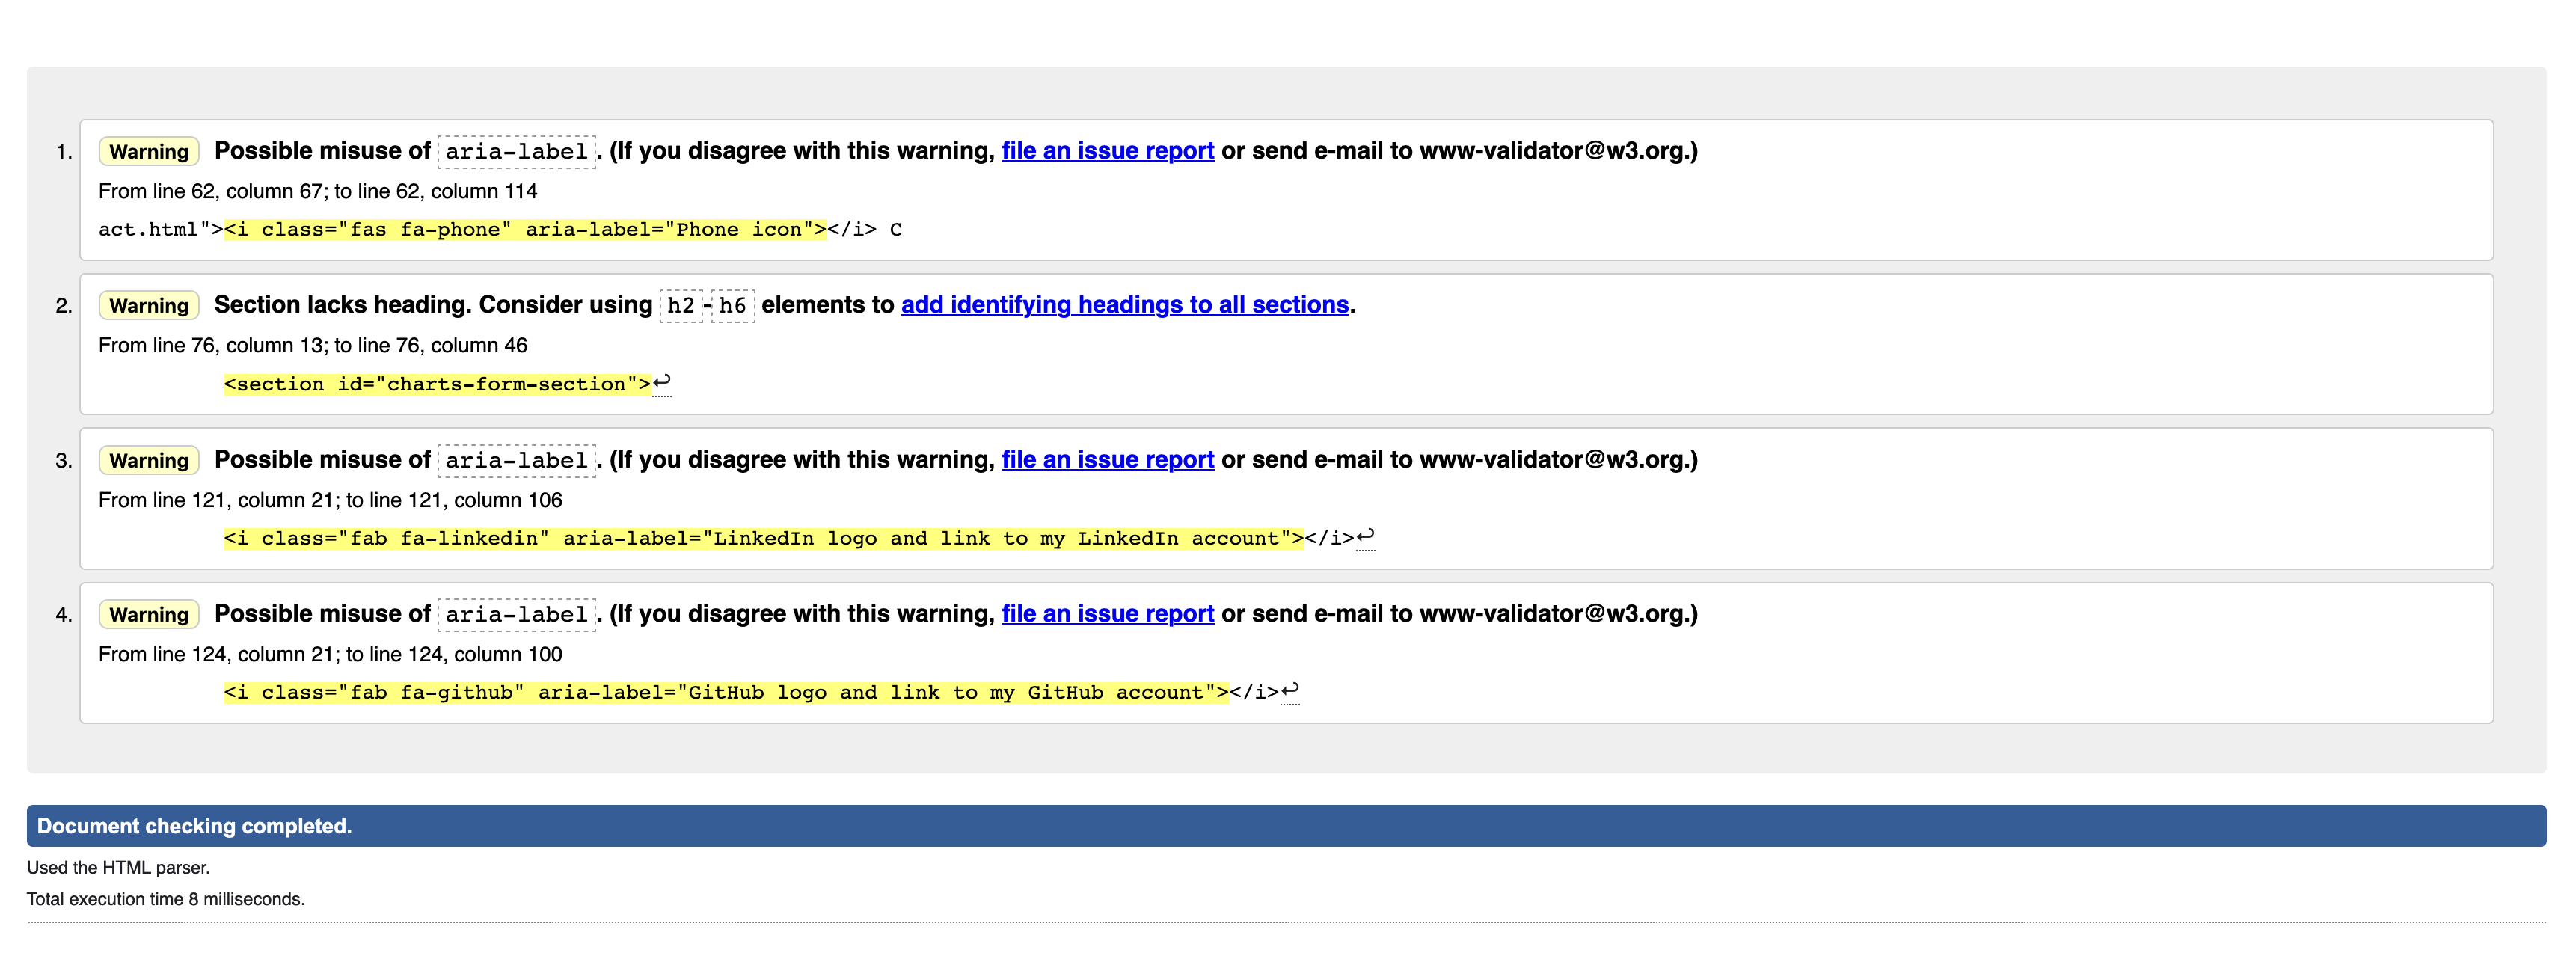 1. Warning Possible misuse of aria-label. (If you disagree with this warning, file an issue report or send e-mail to www-validator@w3.org.)
From line 62, column 67; to line 62, column 114
act.html"><i class="fas fa-phone" aria-label="Phone icon"></i> C
2. Warning Section lacks heading. Consider using h2-h6 elements to add identifying headings to all sections.
From line 76, column 13; to line 76, column 46
<section id="charts-form-section">↩
3. Warning Possible misuse of aria-label. (If you disagree with this warning, file an issue report or send e-mail to www-validator@w3.org.)
From line 121, column 21; to line 121, column 106
<i class="fab fa-linkedin" aria-label="LinkedIn logo and link to my LinkedIn account"></i>↩
4. Warning Possible misuse of aria-label. (If you disagree with this warning, file an issue report or send e-mail to www-validator@w3.org.)
From line 124, column 21; to line 124, column 100
<i class="fab fa-github" aria-label="GitHub logo and link to my GitHub account"></i>↩
Document checking completed.
Used the HTML parser.
Total execution time 8 milliseconds.